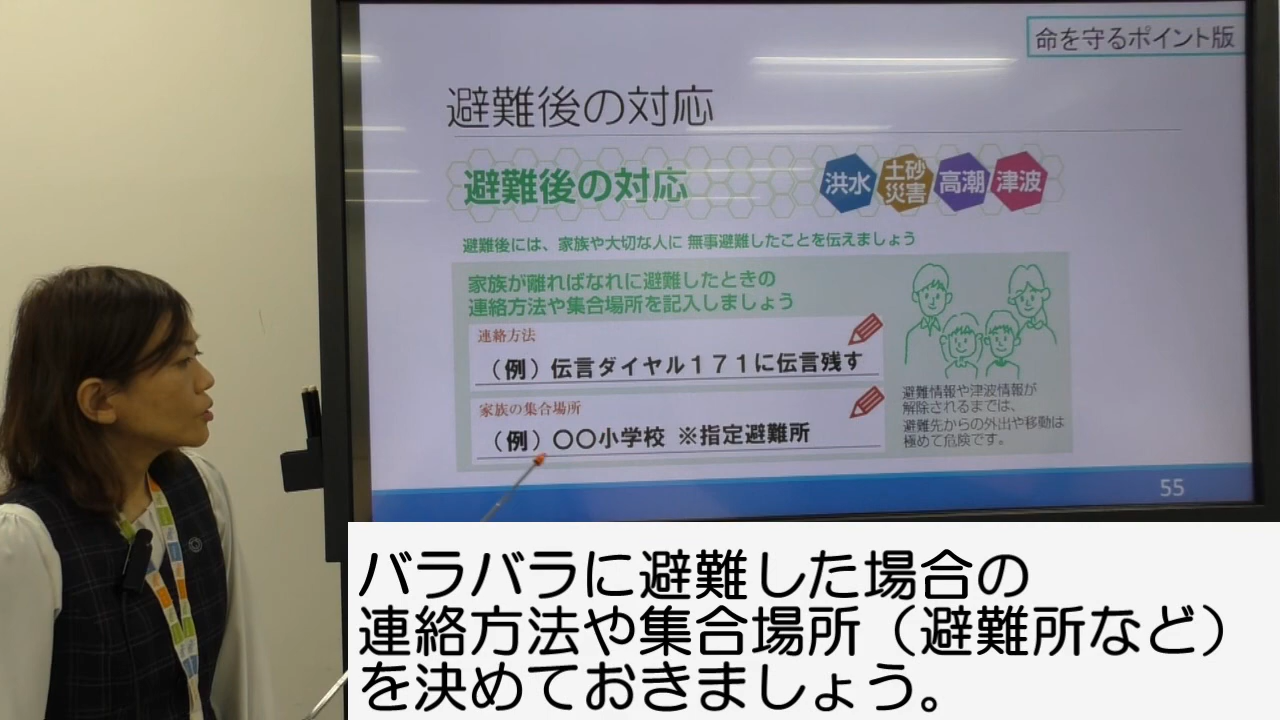 命を守るポイント版
避難後の対応
避難後の対応
洪水
土砂
災害
高潮
津波
避難後には、家族や大切な人に 無事避難したことを伝えましょう
家族が離ればなれに避難したときの
連絡方法や集合場所を記入しましょう
連絡方法
（例）伝言ダイヤル１７１に伝言残す
家族の集合場所
（例）〇〇小学校 ※指定避難所
避難情報や津波情報が
解除されるまでは、
避難先からの外出や移動は
極めて危険です。
55
バラバラに避難した場合の
連絡方法や集合場所（避難所など）
を決めておきましょう。